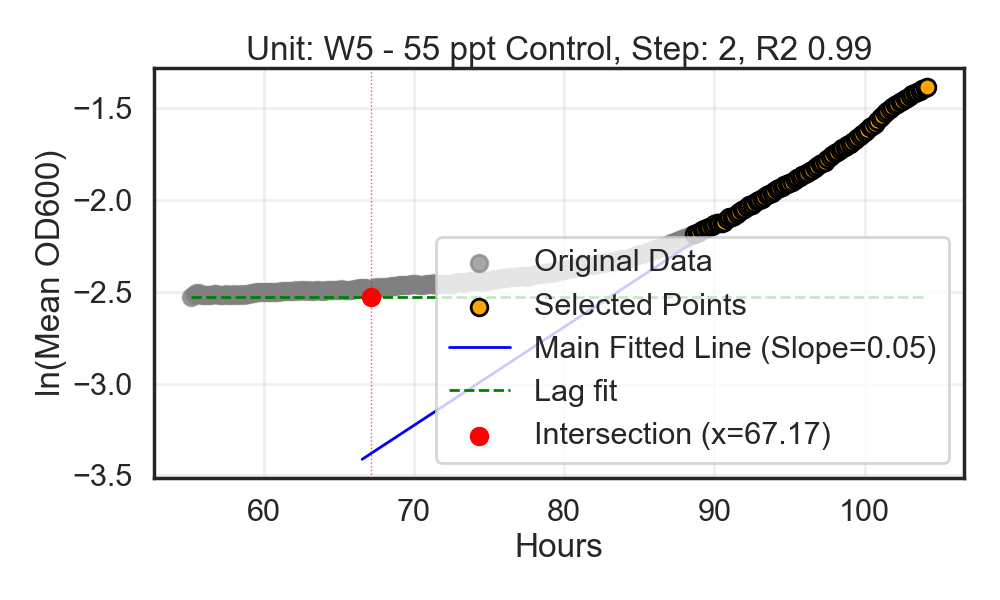 Unit: W5 - 55 ppt Control, Step: 2, R2 0.99
ln(Mean OD600)
−1.5
−2.0
−2.5
−3.0
−3.5
Original Data
Selected Points
Main Fitted Line (Slope=0.05)
Lag fit
Intersection (x=67.17)
60 70 80 90 100
Hours